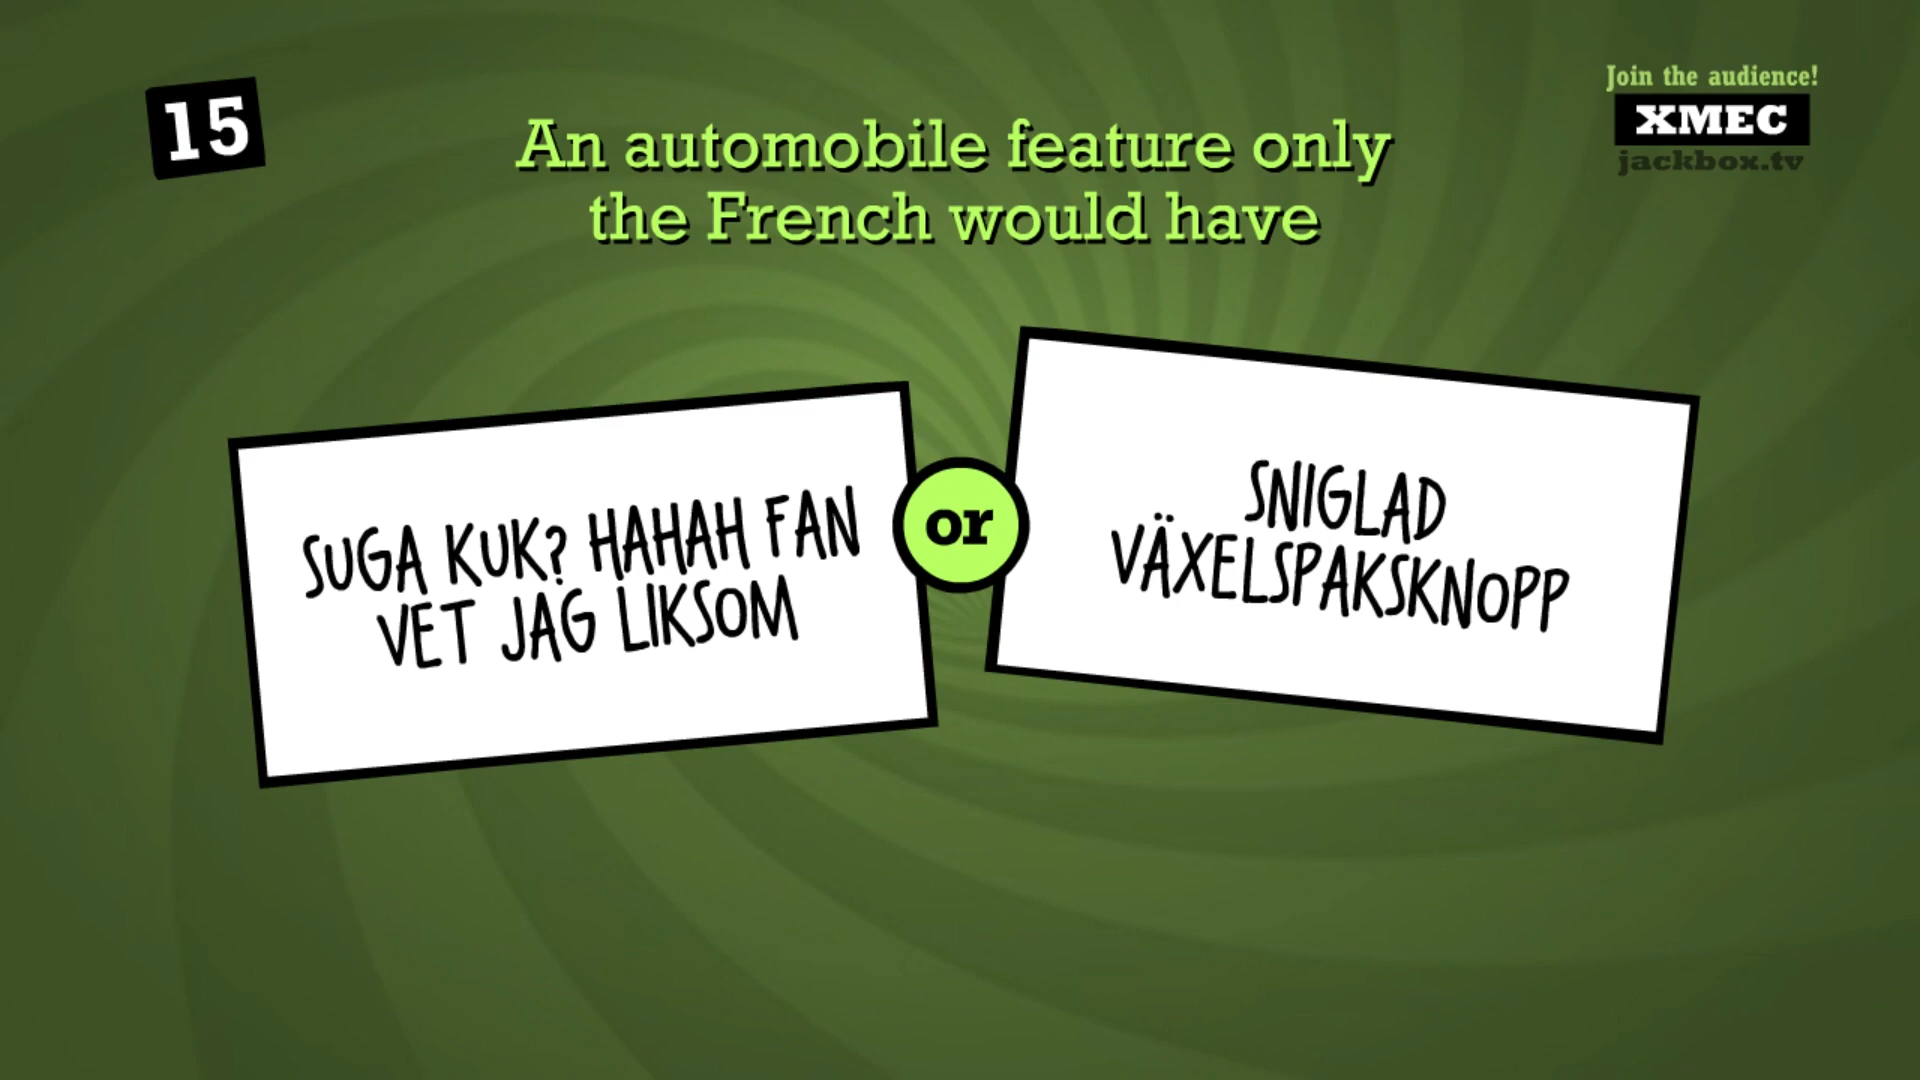 15
Join the audience!
XMEC
jackbox.tv
An automobile feature only
the French would have
SUGA KUK? HAHAH FAN
VET JAG LIKSOM
or
SNIGLAD
VÄXELSPAKSKNOPP